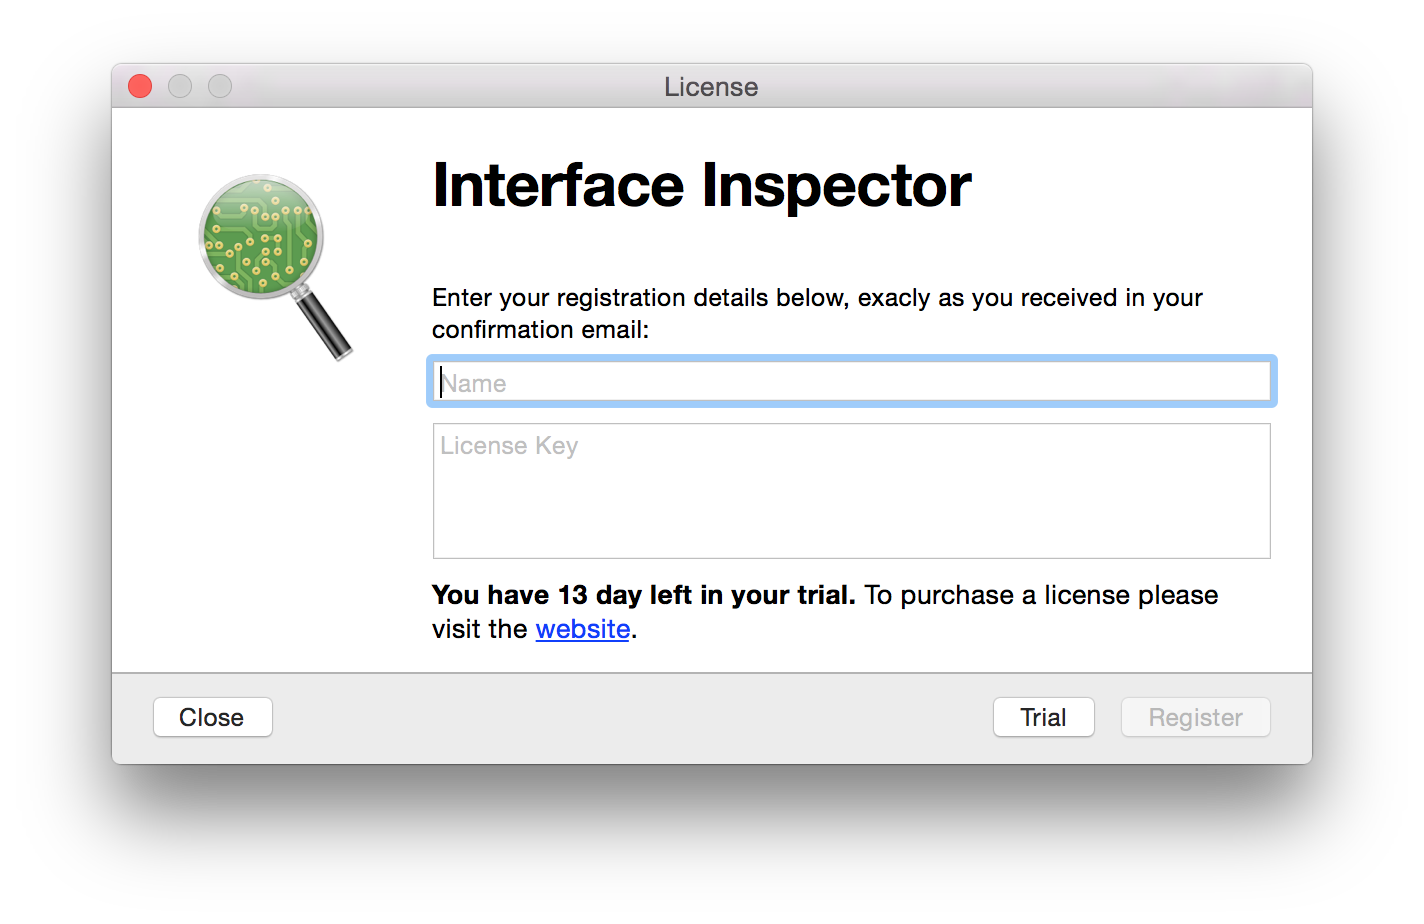 License
Interface Inspector
Enter your registration details below, exacly as you received in your
confirmation email:
Name
License Key
You have 13 day left in your trial. To purchase a license please
visit the website.
Close
Trial
Register